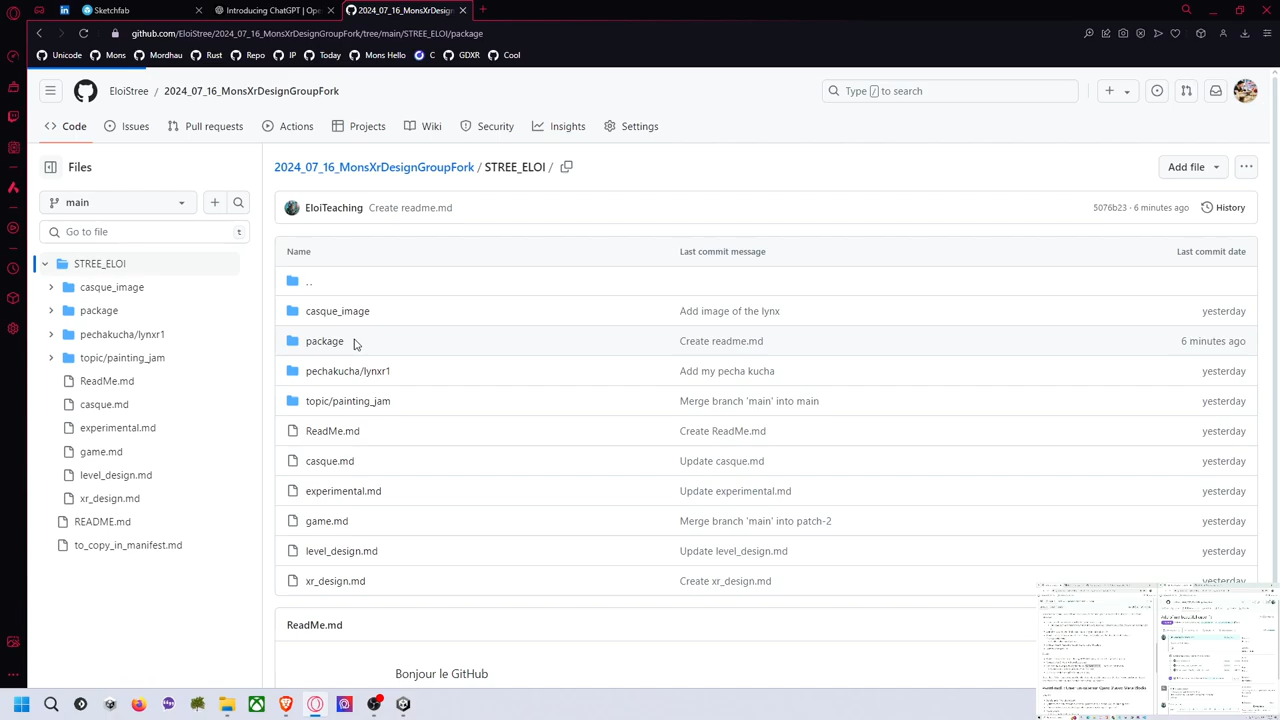 Sketchfab
Introducing ChatGPT | Ope
2024_07_16_MonsXrDesig
github.com/EloiStree/2024_07_16_MonsXrDesignGroupFork/tree/main/STREE_ELOI/package
Unicode
Mons
Mordhau
Rust
Repo
IP
Today
Mons Hello
C
GDXR
Cool
EloiStree / 2024_07_16_MonsXrDesignGroupFork
Type / to search
Code
Issues
Pull requests
Actions
Projects
Wiki
Security
Insights
Settings
Files
2024_07_16_MonsXrDesignGroupFork / STREE_ELOI /
Add file
main
EloiTeaching Create readme.md
5076b23 · 6 minutes ago
History
Go to file
t
Name
Last commit message
Last commit date
STREE_ELOI
casque_image
package
pechakucha/lynxr1
topic/painting_jam
ReadMe.md
casque.md
experimental.md
game.md
level_design.md
xr_design.md
README.md
to_copy_in_manifest.md
..
casque_image
Add image of the lynx
yesterday
package
Create readme.md
6 minutes ago
pechakucha/lynxr1
Add my pecha kucha
yesterday
topic/painting_jam
Merge branch 'main' into main
yesterday
ReadMe.md
Create ReadMe.md
yesterday
casque.md
Update casque.md
yesterday
experimental.md
Update experimental.md
yesterday
game.md
Merge branch 'main' into patch-2
yesterday
level_design.md
Update level_design.md
yesterday
xr_design.md
Create xr_design.md
yesterday
ReadMe.md
GitHub